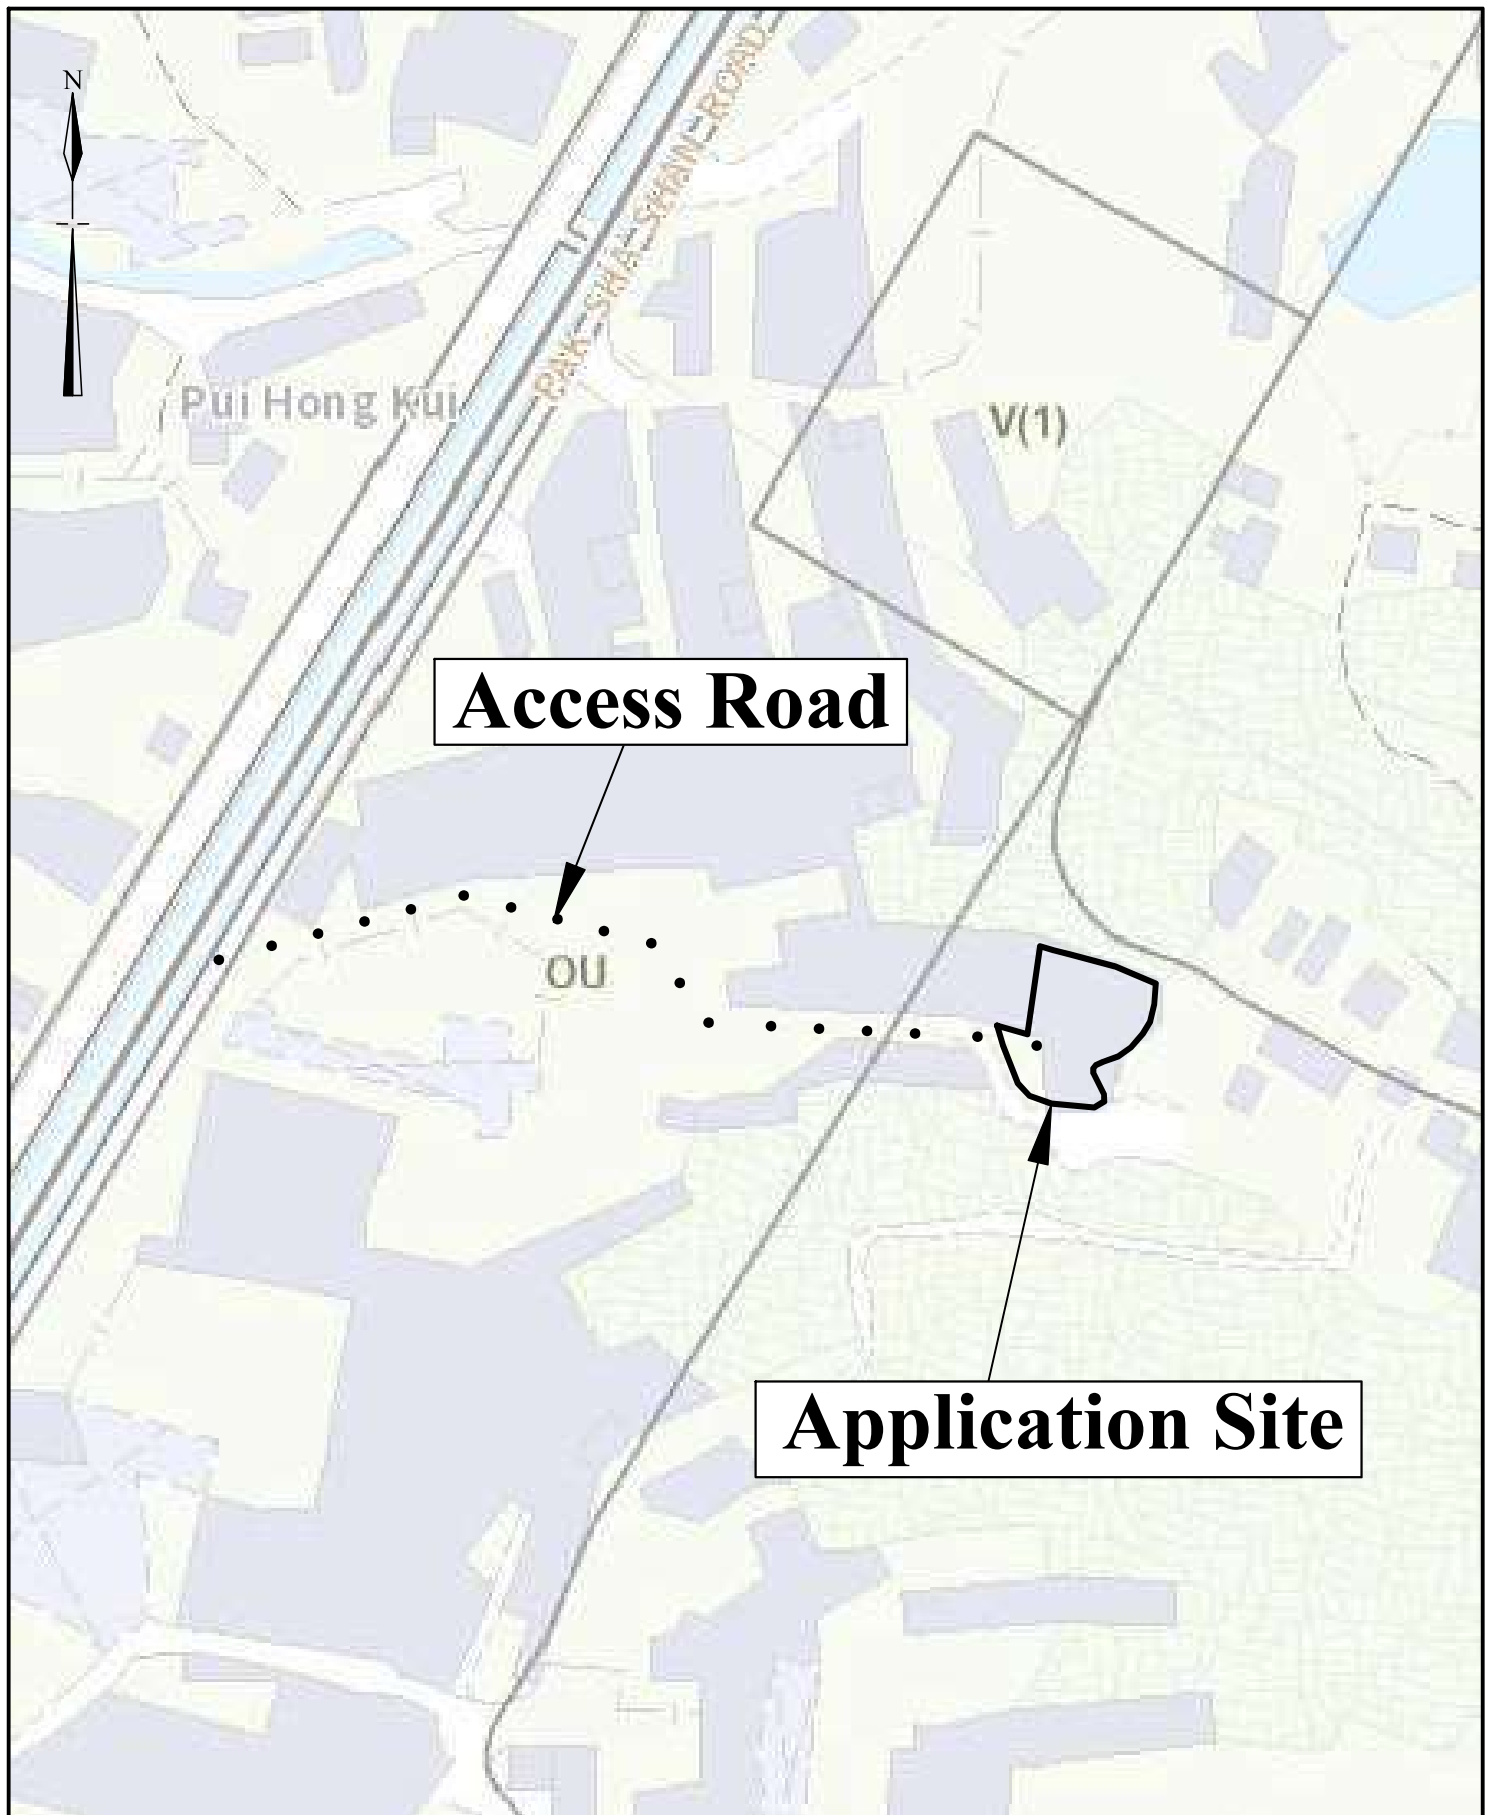 N
PAK SHA SHAN ROAD
Pui Hong Kui
V(1)
Access Road
OU
Application Site